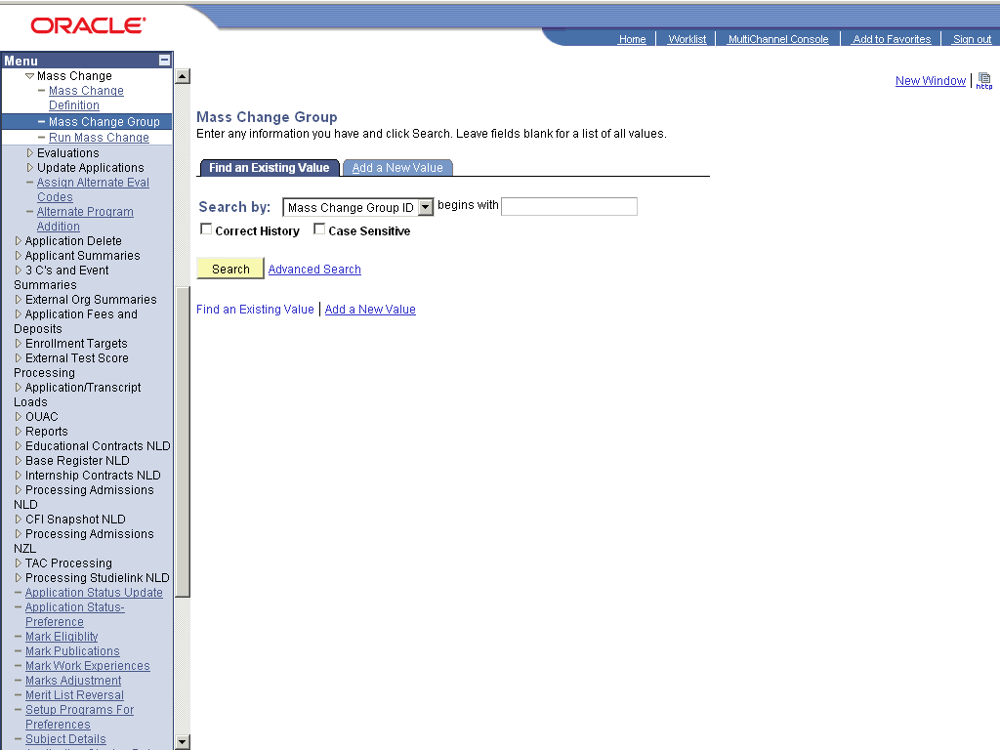 ORACLE
Home
Worklist
MultiChannel Console
Add to Favorites
Sign out
Menu
Mass Change
Mass Change
Definition
Mass Change Group
Run Mass Change
Evaluations
Update Applications
Assign Alternate Eval
Codes
Alternate Program
Addition
Application Delete
Applicant Summaries
3 C's and Event
Summaries
External Org Summaries
Application Fees and
Deposits
Enrollment Targets
External Test Score
Processing
Application/Transcript
Loads
OUAC
Reports
Educational Contracts NLD
Base Register NLD
Internship Contracts NLD
Processing Admissions
NLD
CFI Snapshot NLD
Processing Admissions
NZL
TAC Processing
Processing Studielink NLD
Application Status Update
Application Status-
Preference
Mark Eligiblity
Mark Publications
Mark Work Experiences
Marks Adjustment
Merit List Reversal
Setup Programs For
Preferences
Subject Details
New Window
http
Mass Change Group
Enter any information you have and click Search. Leave fields blank for a list of all values.
Find an Existing Value
Add a New Value
Search by: Mass Change Group ID begins with
Correct History Case Sensitive
Search Advanced Search
Find an Existing Value Add a New Value